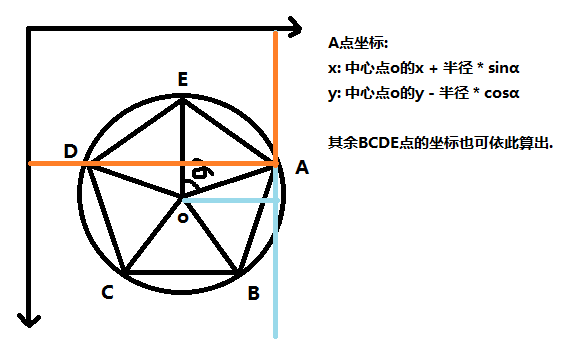 A点坐标:
x: 中心点o的x + 半径 * sinα
y: 中心点o的y - 半径 * cosα
其余BCDE点的坐标也可依此算出.
E
D
A
o
C
B